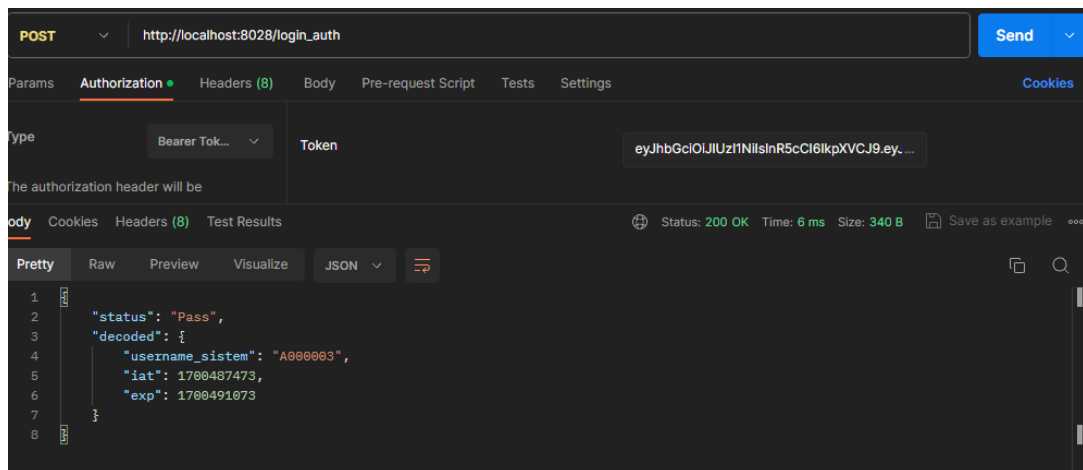 POST http://localhost:8028/login_auth Send
Params Authorization Headers (8) Body Pre-request Script Tests Settings Cookies
Type Bearer Tok... Token eyJhbGciOiJIUzI1NiIsInR5cCI6IkpXVCJ9.ey...
The authorization header will be
ody Cookies Headers (8) Test Results Status: 200 OK Time: 6 ms Size: 340 B Save as example
Pretty Raw Preview Visualize JSON
1 {
2 "status": "Pass",
3 "decoded": {
4 "username_sistem": "A000003",
5 "iat": 1700487473,
6 "exp": 1700491073
7 }
8 }